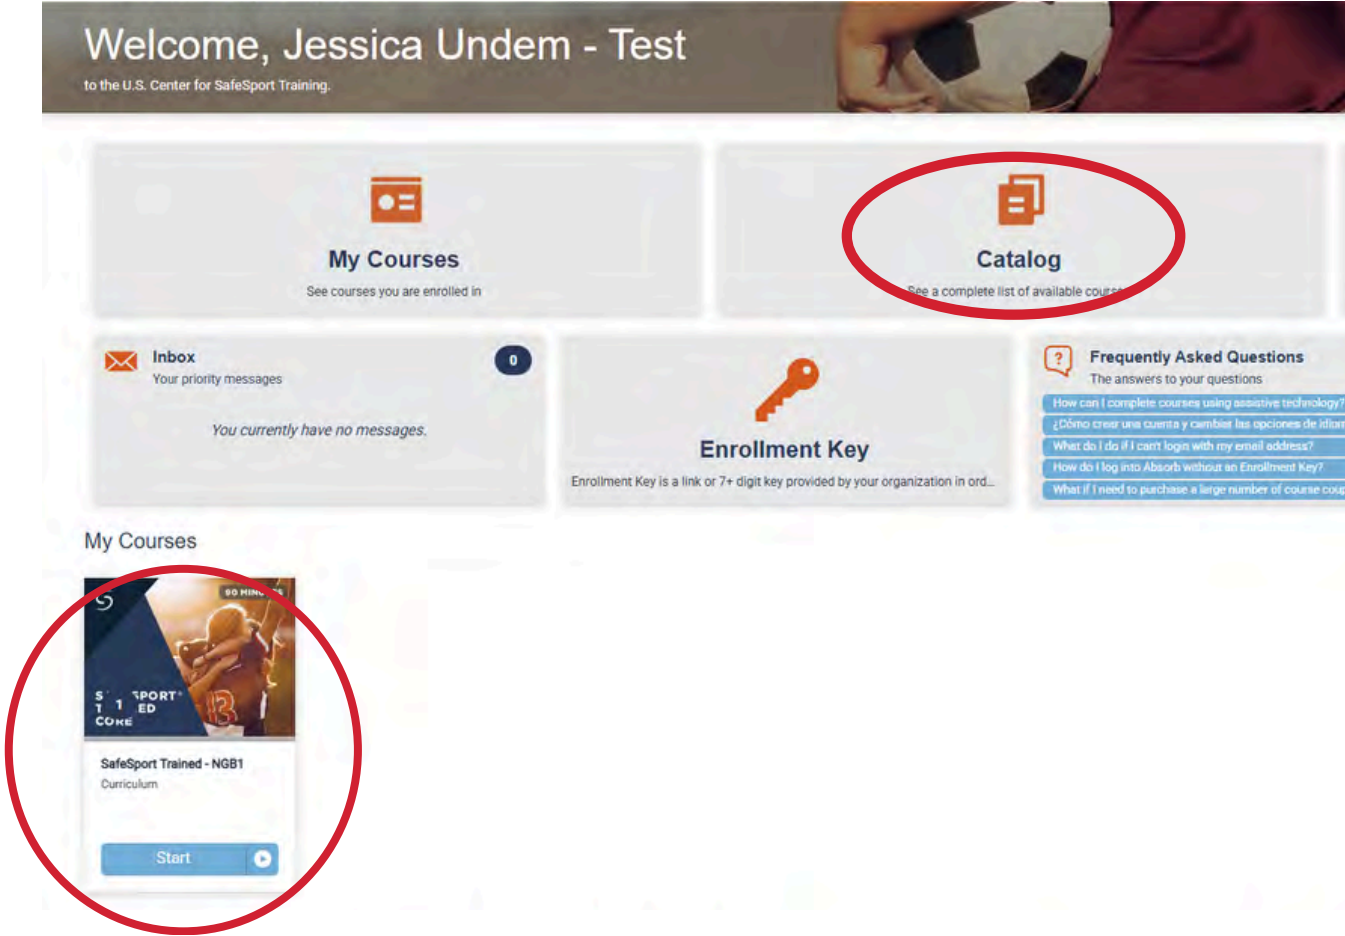 Welcome, Jessica Undem - Test
to the U.S. Center for SafeSport Training.
My Courses
See courses you are enrolled in
Catalog
See a complete list of available
Inbox
Your priority messages
0
You currently have no messages.
Enrollment Key
Enrollment Key is a link or 7+ digit key provided by your organization in ord...
?
Frequently Asked Questions
The answers to your questions
How can I complete courses using assistive technology?
¿Cómo crear una cuenta y cambiar las opciones de
What do I do if I can't login with my email address?
How do I log into Absorb without an Enrollment Key?
What if I need to purchase a large number of course
My Courses
90
1
CORE
SafeSport Trained - NGB1
Curriculum
Start